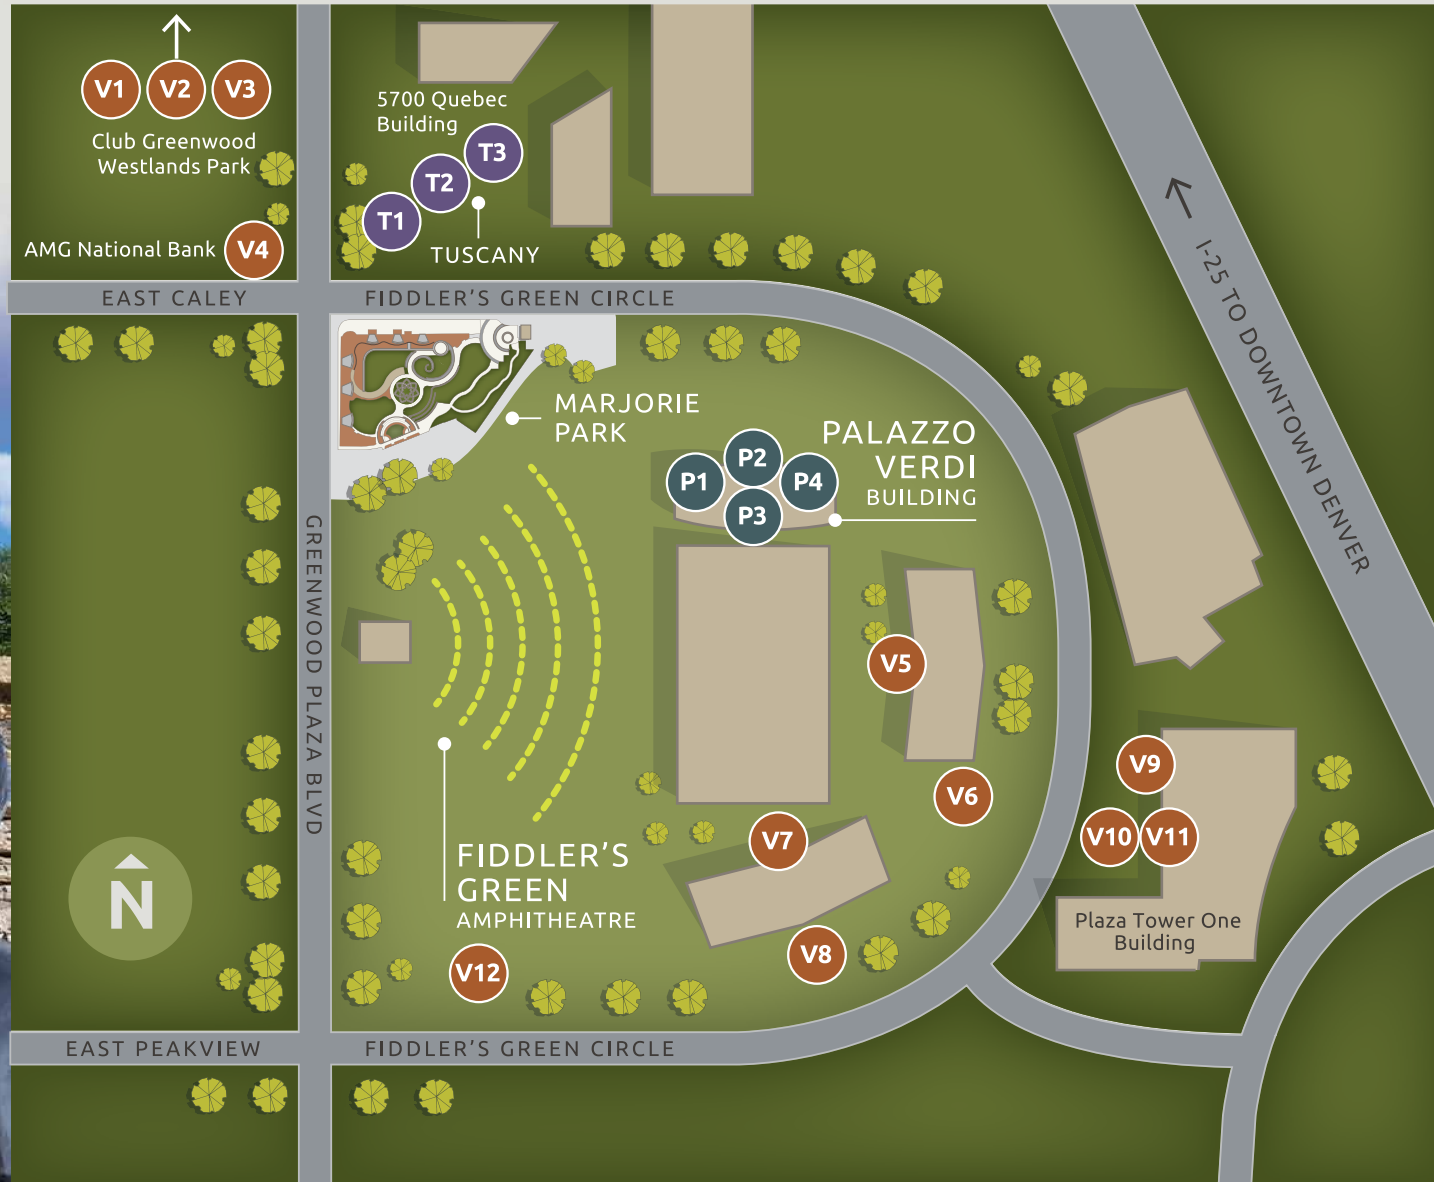 V1 V2 V3
Club Greenwood
Westlands Park
AMG National Bank V4
5700 Quebec
Building
T3
T2
T1
TUSCANY
EAST CALEY
FIDDLER'S GREEN CIRCLE
I-25 TO DOWNTOWN DENVER
MARJORIE
PARK
PALAZZO
VERDI
BUILDING
P2
P1 P4
P3
GREENWOOD PLAZA BLVD
V5
V6
V7
V8
V9
V10 V11
Plaza Tower One
Building
FIDDLER'S
GREEN
AMPHITHEATRE
N
V12
EAST PEAKVIEW
FIDDLER'S GREEN CIRCLE